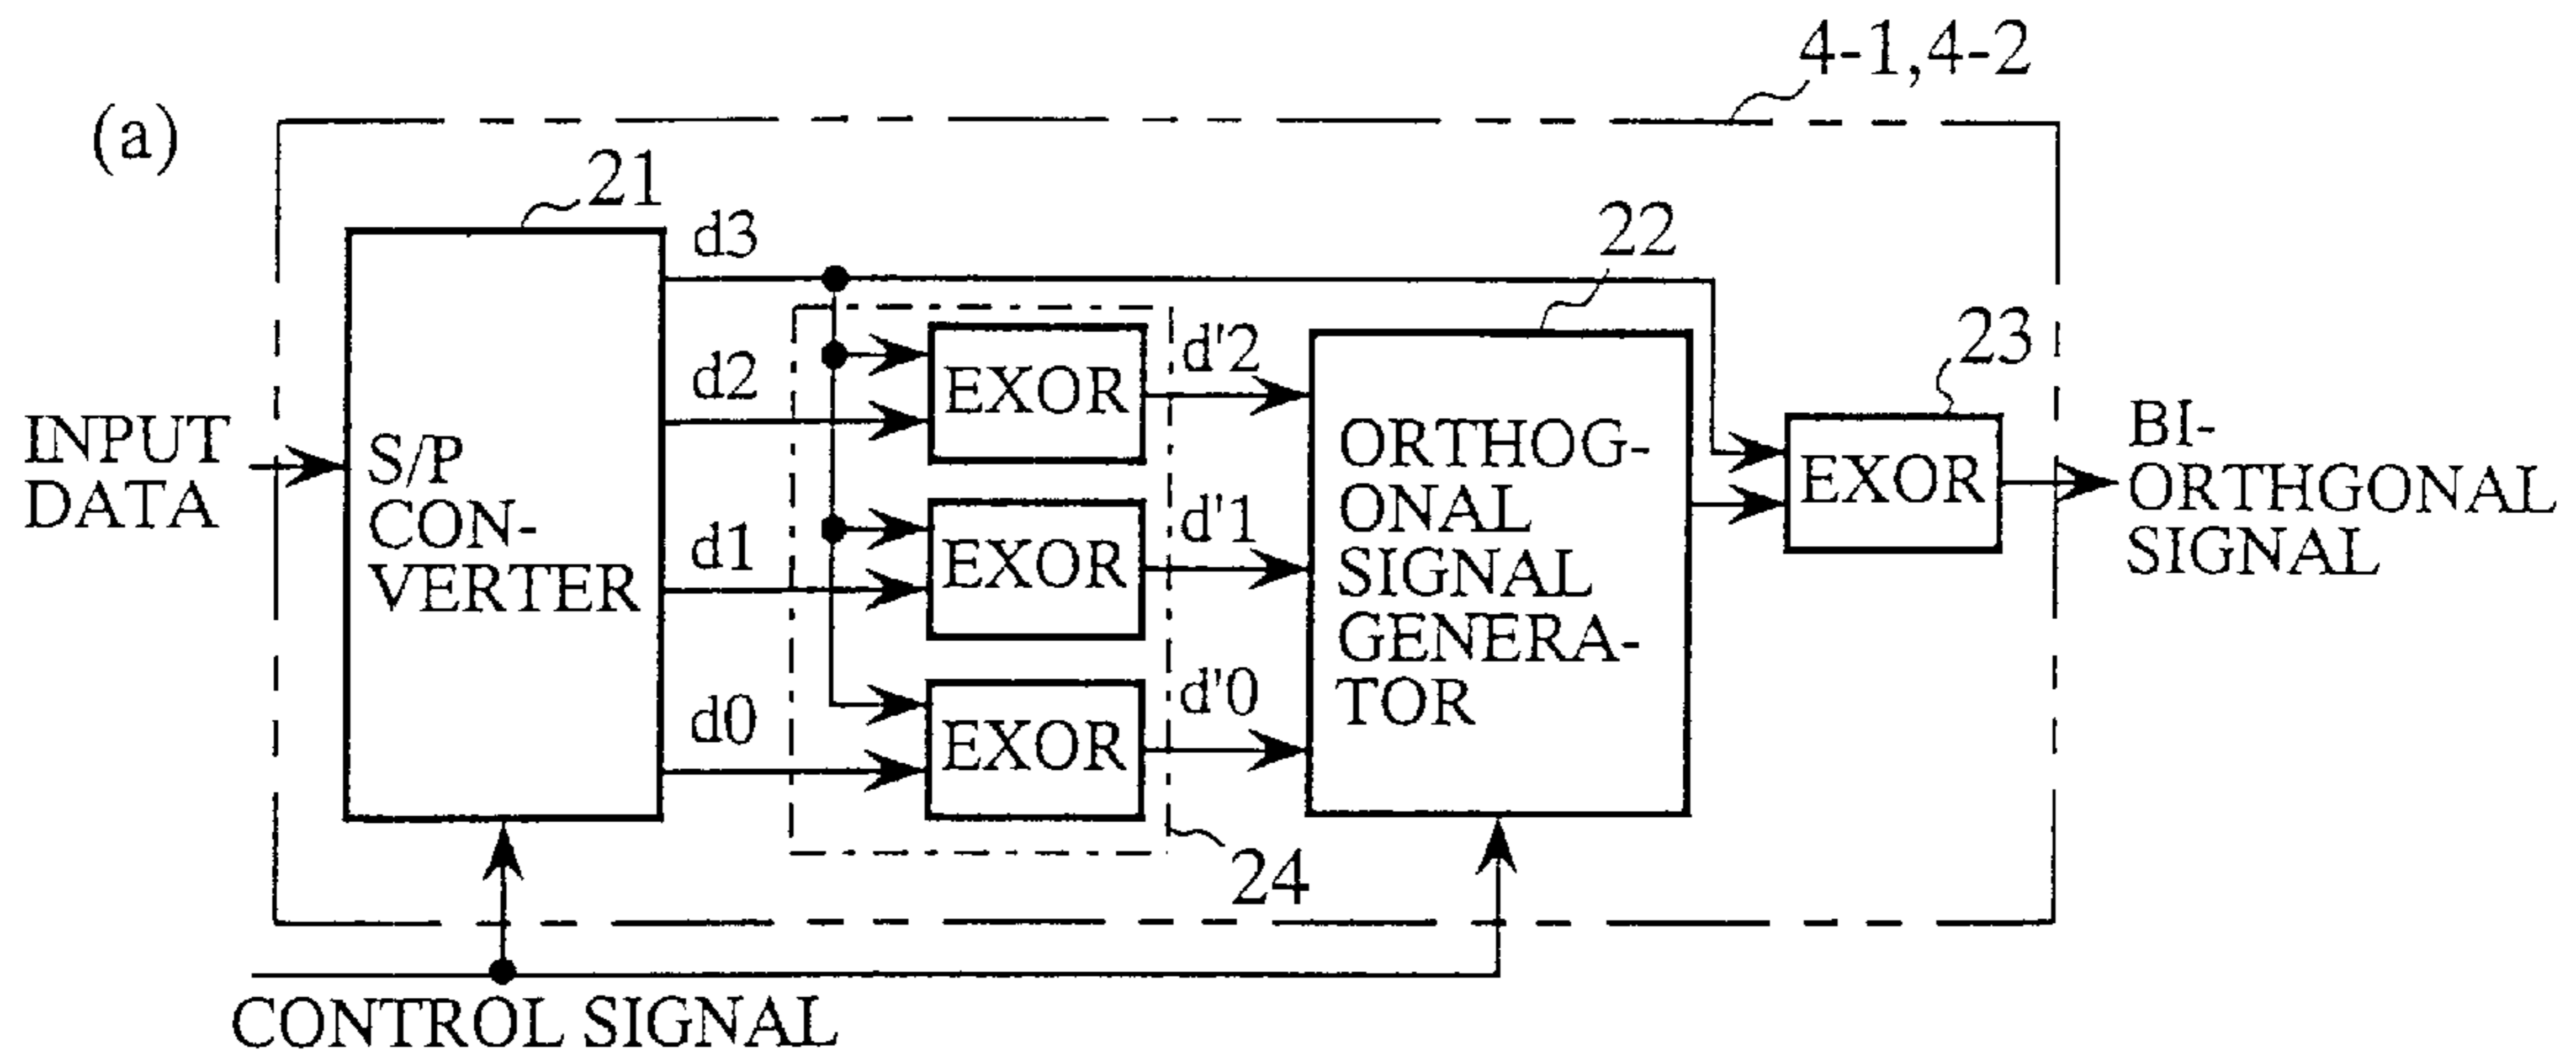 (a)
4-1,4-2
21
22
23
24
INPUT
DATA
S/P
CON-
VERTER
d3
d2
d1
d0
EXOR
EXOR
EXOR
d'2
d'1
d'0
ORTHOG-
ONAL
SIGNAL
GENERA-
TOR
EXOR
BI-
ORTHGONAL
SIGNAL
CONTROL SIGNAL